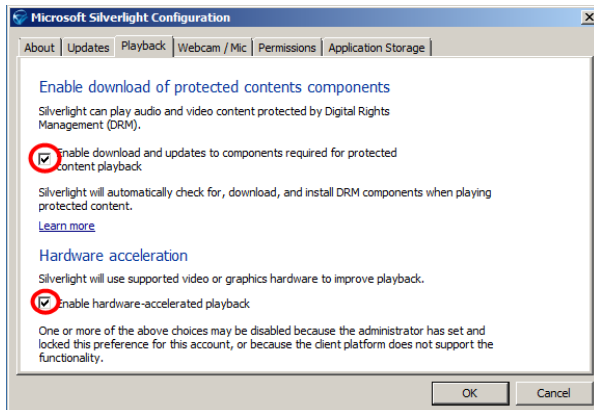 Microsoft Silverlight Configuration
About Updates Playback Webcam / Mic Permissions Application Storage
Enable download of protected contents components
Silverlight can play audio and video content protected by Digital Rights
Management (DRM).
Enable download and updates to components required for protected
content playback
Silverlight will automatically check for, download, and install DRM components when playing
protected content.
Learn more
Hardware acceleration
Silverlight will use supported video or graphics hardware to improve playback.
Enable hardware-accelerated playback
One or more of the above choices may be disabled because the administrator has set and
locked this preference for this account, or because the client platform does not support the
functionality.
OK Cancel